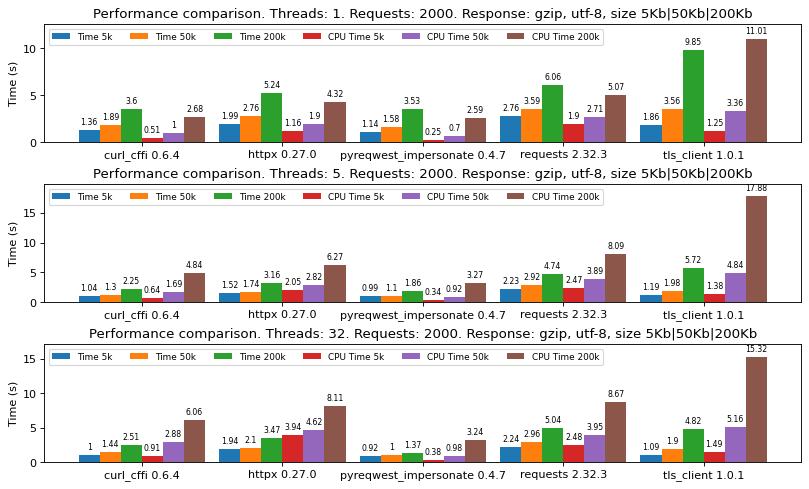 Performance comparison. Threads: 1. Requests: 2000. Response: gzip, utf-8, size 5Kb|50Kb|200Kb
Time 5k Time 50k Time 200k CPU Time 5k CPU Time 50k CPU Time 200k
Time (s)
10
5
0
1.36 1.89 3.6 0.51 1 2.68
1.99 2.76 5.24 1.16 1.9 4.32
1.14 1.58 3.53 0.25 0.7 2.59
2.76 3.59 6.06 1.9 2.71 5.07
1.86 3.56 9.85 1.25 3.36 11.01
curl_cffi 0.6.4 httpx 0.27.0 pyreqwest_impersonate 0.4.7 requests 2.32.3 tls_client 1.0.1
Performance comparison. Threads: 5. Requests: 2000. Response: gzip, utf-8, size 5Kb|50Kb|200Kb
Time 5k Time 50k Time 200k CPU Time 5k CPU Time 50k CPU Time 200k
Time (s)
15
10
5
0
1.04 1.3 2.25 0.64 1.69 4.84
1.52 1.74 3.16 2.05 2.82 6.27
0.99 1.1 1.86 0.34 0.92 3.27
2.23 2.92 4.74 2.47 3.89 8.09
1.19 1.98 5.72 1.38 4.84 17.88
curl_cffi 0.6.4 httpx 0.27.0 pyreqwest_impersonate 0.4.7 requests 2.32.3 tls_client 1.0.1
Performance comparison. Threads: 32. Requests: 2000. Response: gzip, utf-8, size 5Kb|50Kb|200Kb
Time 5k Time 50k Time 200k CPU Time 5k CPU Time 50k CPU Time 200k
Time (s)
15
10
5
0
1 1.44 2.51 0.91 2.88 6.06
1.94 2.1 3.47 3.94 4.62 8.11
0.92 1 1.37 0.38 0.98 3.24
2.24 2.96 5.04 2.48 3.95 8.67
1.09 1.9 4.82 1.49 5.16 15.32
curl_cffi 0.6.4 httpx 0.27.0 pyreqwest_impersonate 0.4.7 requests 2.32.3 tls_client 1.0.1